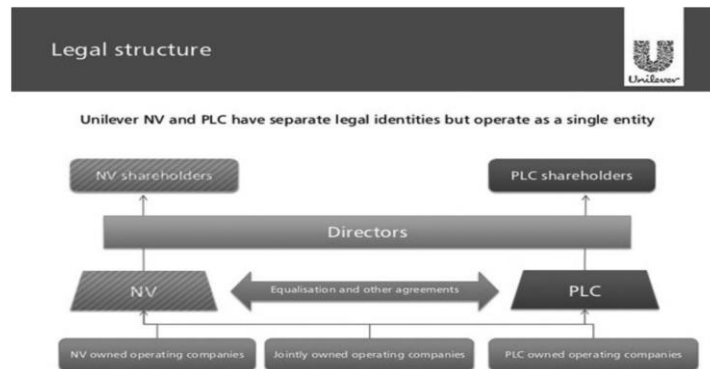 Legal structure
Unilever
Unilever NV and PLC have separate legal identities but operate as a single entity
NV shareholders
PLC shareholders
Directors
NV
Equalisation and other agreements
PLC
NV owned operating companies
Jointly owned operating companies
PLC owned operating companies